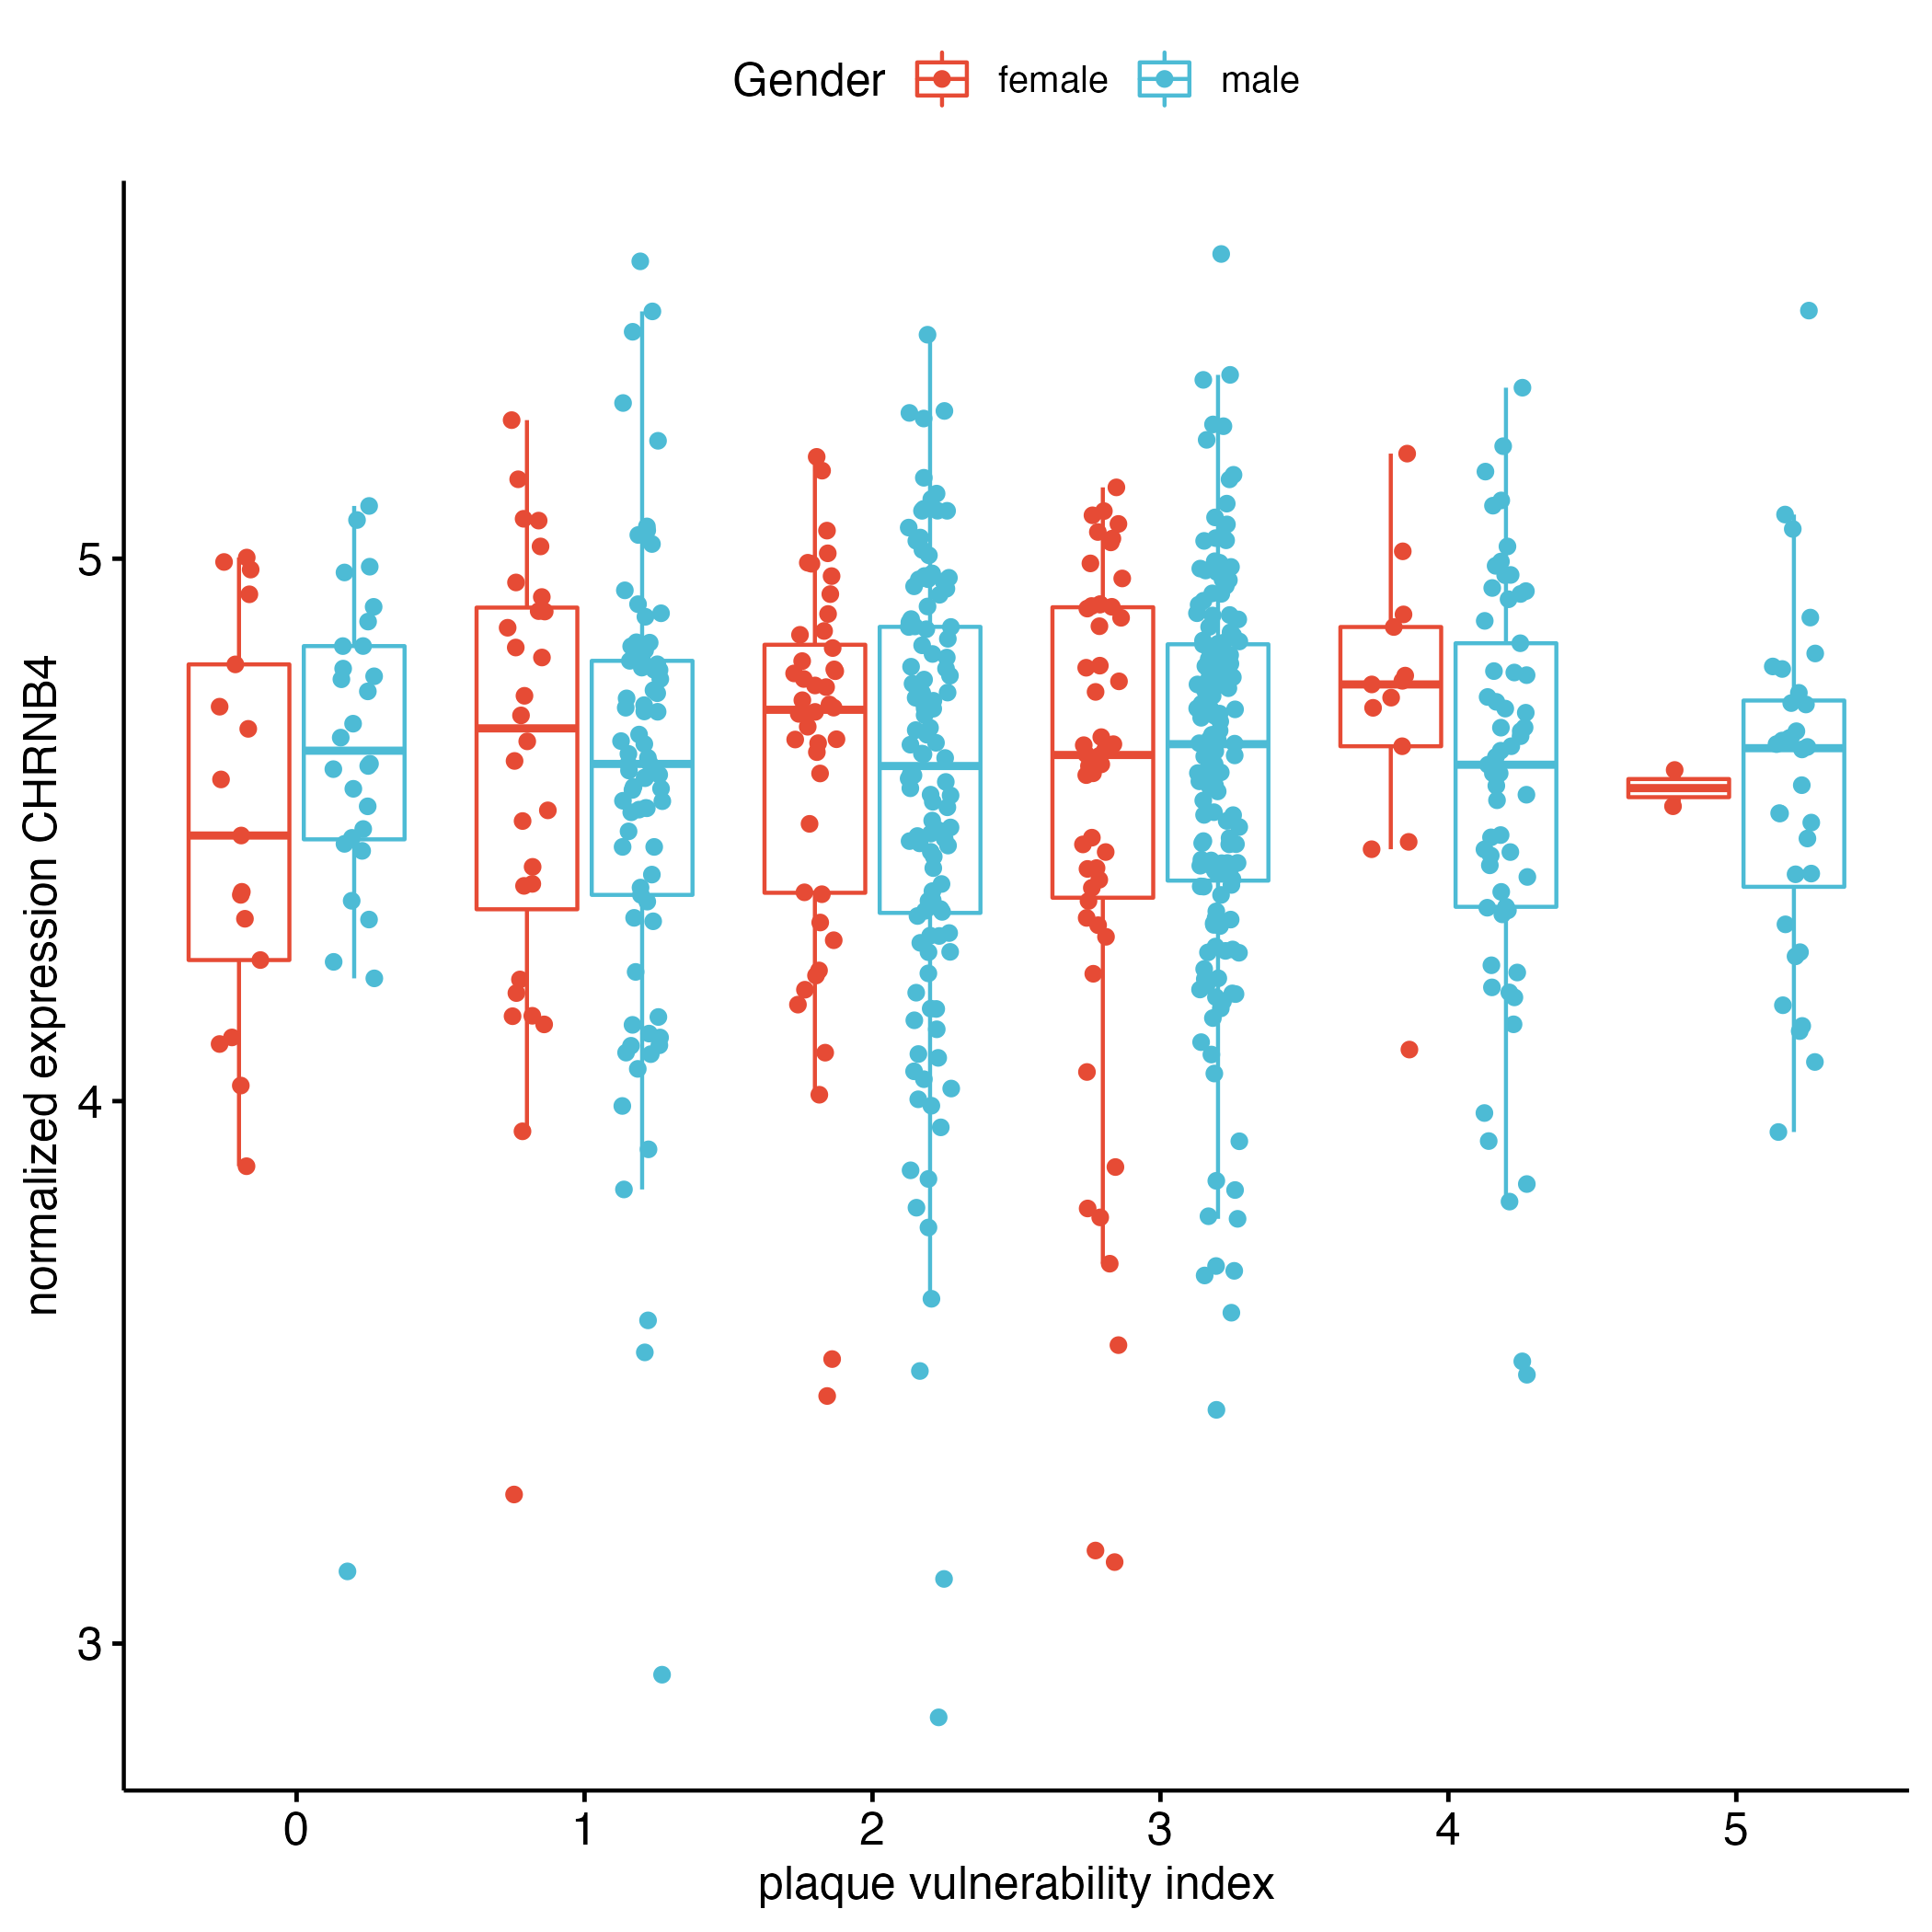 Gender female male
normalized expression CHRNB4
5
4
3
0 1 2 3 4 5
plaque vulnerability index